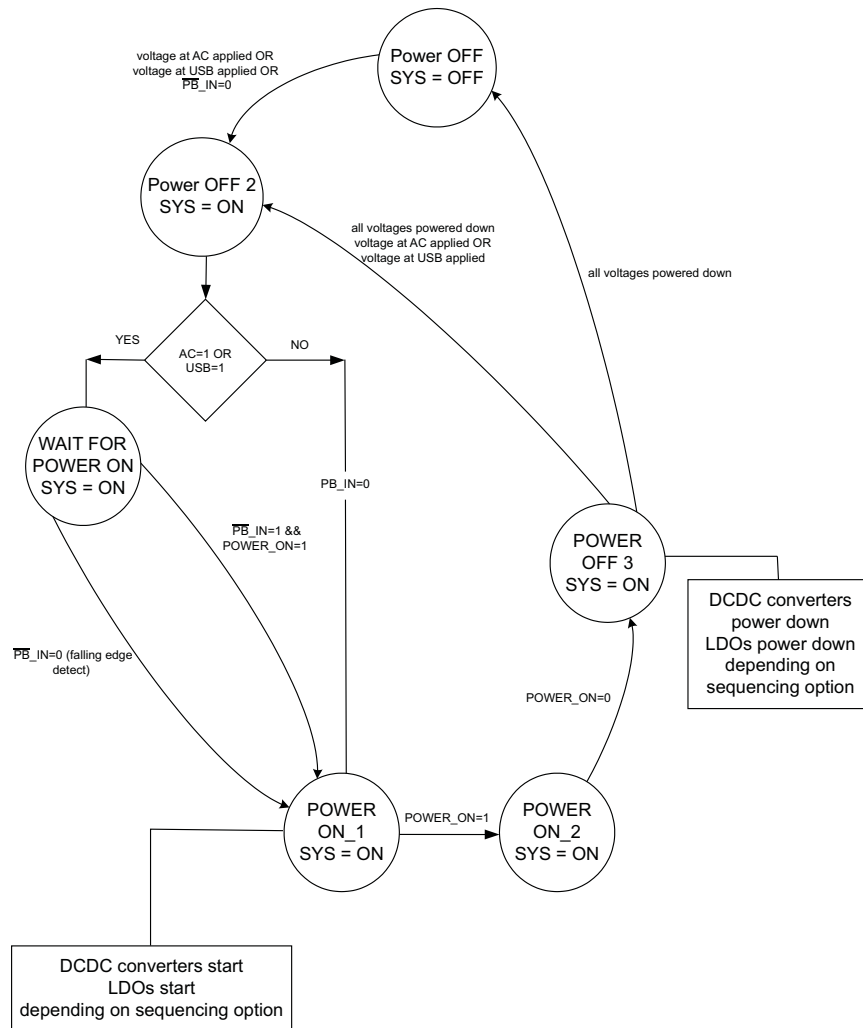 voltage at AC applied OR
voltage at USB applied OR
P̅B̅_IN=0
Power OFF
SYS = OFF
Power OFF 2
SYS = ON
all voltages powered down
voltage at AC applied OR
voltage at USB applied
all voltages powered down
YES
AC=1 OR
USB=1
NO
WAIT FOR
POWER ON
SYS = ON
PB_IN=0
P̅B̅_IN=1 &&
POWER_ON=1
POWER
OFF 3
SYS = ON
DCDC converters
power down
LDOs power down
depending on
sequencing option
P̅B̅_IN=0 (falling edge
detect)
POWER_ON=0
POWER
ON_1
SYS = ON
POWER_ON=1
POWER
ON_2
SYS = ON
DCDC converters start
LDOs start
depending on sequencing option